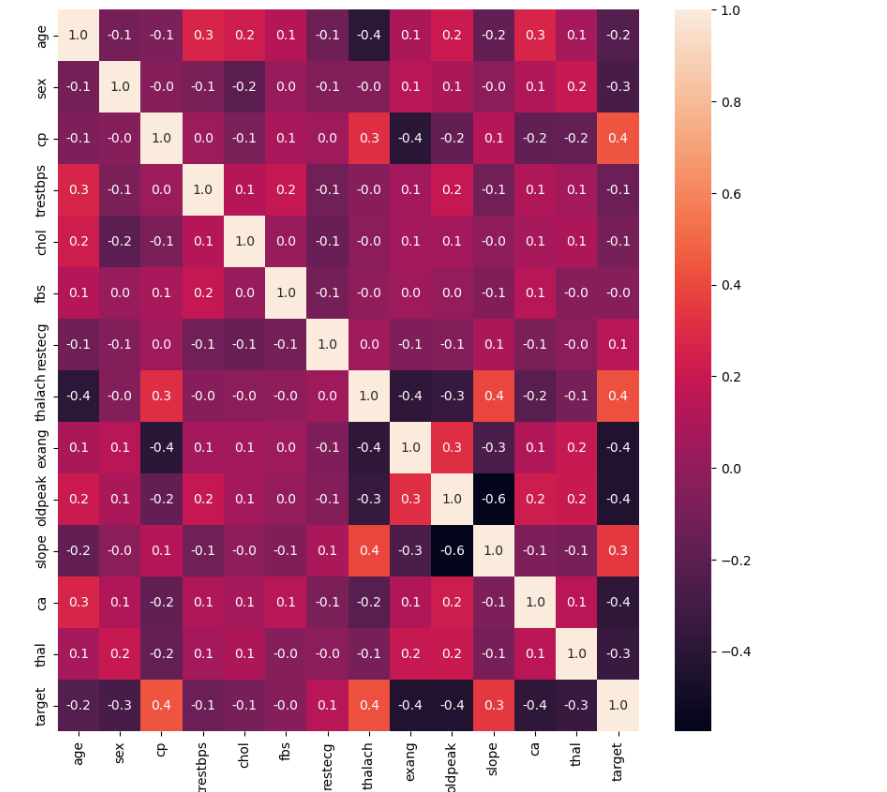 age 1.0 -0.1 -0.1 0.3 0.2 0.1 -0.1 -0.4 0.1 0.2 -0.2 0.3 0.1 -0.2
sex -0.1 1.0 -0.0 -0.1 -0.2 0.0 -0.1 -0.0 0.1 0.1 -0.0 0.1 0.2 -0.3
cp -0.1 -0.0 1.0 0.0 -0.1 0.1 0.0 0.3 -0.4 -0.2 0.1 -0.2 -0.2 0.4
trestbps 0.3 -0.1 0.0 1.0 0.1 0.2 -0.1 -0.0 0.1 0.2 -0.1 0.1 0.1 -0.1
chol 0.2 -0.2 -0.1 0.1 1.0 0.0 -0.1 -0.0 0.1 0.1 -0.0 0.1 0.1 -0.1
fbs 0.1 0.0 0.1 0.2 0.0 1.0 -0.1 -0.0 0.0 0.0 -0.1 0.1 -0.0 -0.0
restecg -0.1 -0.1 0.0 -0.1 -0.1 -0.1 1.0 0.0 -0.1 -0.1 0.1 -0.1 -0.0 0.1
thalach -0.4 -0.0 0.3 -0.0 -0.0 -0.0 0.0 1.0 -0.4 -0.3 0.4 -0.2 -0.1 0.4
exang 0.1 0.1 -0.4 0.1 0.1 0.0 -0.1 -0.4 1.0 0.3 -0.3 0.1 0.2 -0.4
oldpeak 0.2 0.1 -0.2 0.2 0.1 0.0 -0.1 -0.3 0.3 1.0 -0.6 0.2 0.2 -0.4
slope -0.2 -0.0 0.1 -0.1 -0.0 -0.1 0.1 0.4 -0.3 -0.6 1.0 -0.1 -0.1 0.3
ca 0.3 0.1 -0.2 0.1 0.1 0.1 -0.1 -0.2 0.1 0.2 -0.1 1.0 0.1 -0.4
thal 0.1 0.2 -0.2 0.1 0.1 -0.0 -0.0 -0.1 0.2 0.2 -0.1 0.1 1.0 -0.3
target -0.2 -0.3 0.4 -0.1 -0.1 -0.0 0.1 0.4 -0.4 -0.4 0.3 -0.4 -0.3 1.0
age sex cp trestbps chol fbs restecg thalach exang oldpeak slope ca thal target
1.0
0.8
0.6
0.4
0.2
0.0
−0.2
−0.4